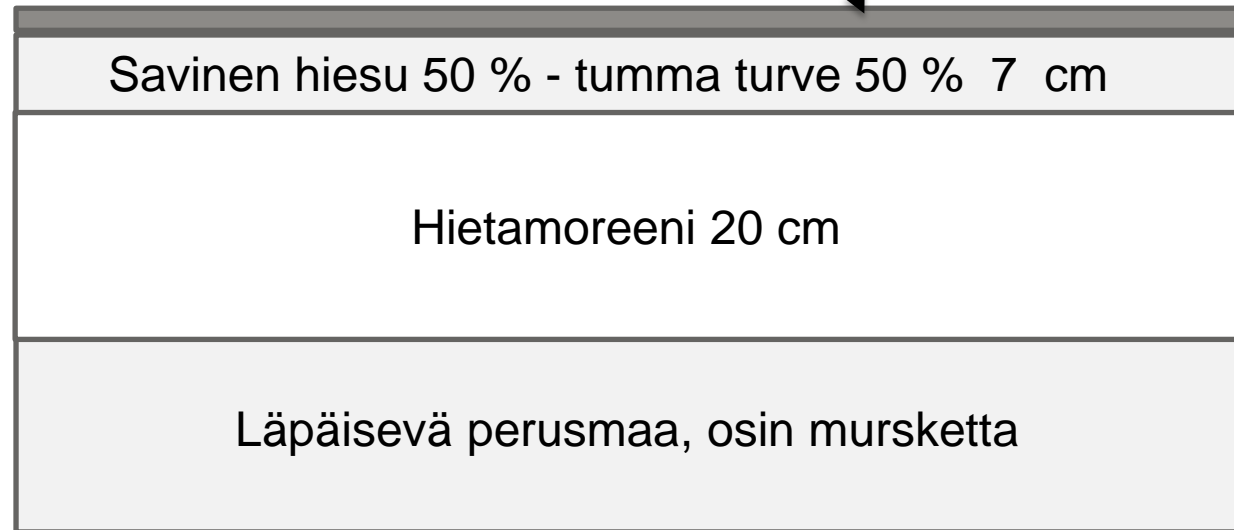 Savinen hiesu 50 % - tumma turve 50 % 7 cm
Hietamoreeni 20 cm
Läpäisevä perusmaa, osin mursketta